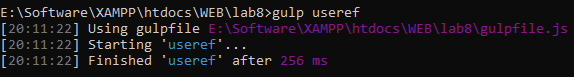 E:\Software\XAMPP\htdocs\WEB\lab8>gulp useref
[20:11:22] Using gulpfile E:\Software\XAMPP\htdocs\WEB\lab8\gulpfile.js
[20:11:22] Starting 'useref'...
[20:11:22] Finished 'useref' after 256 ms